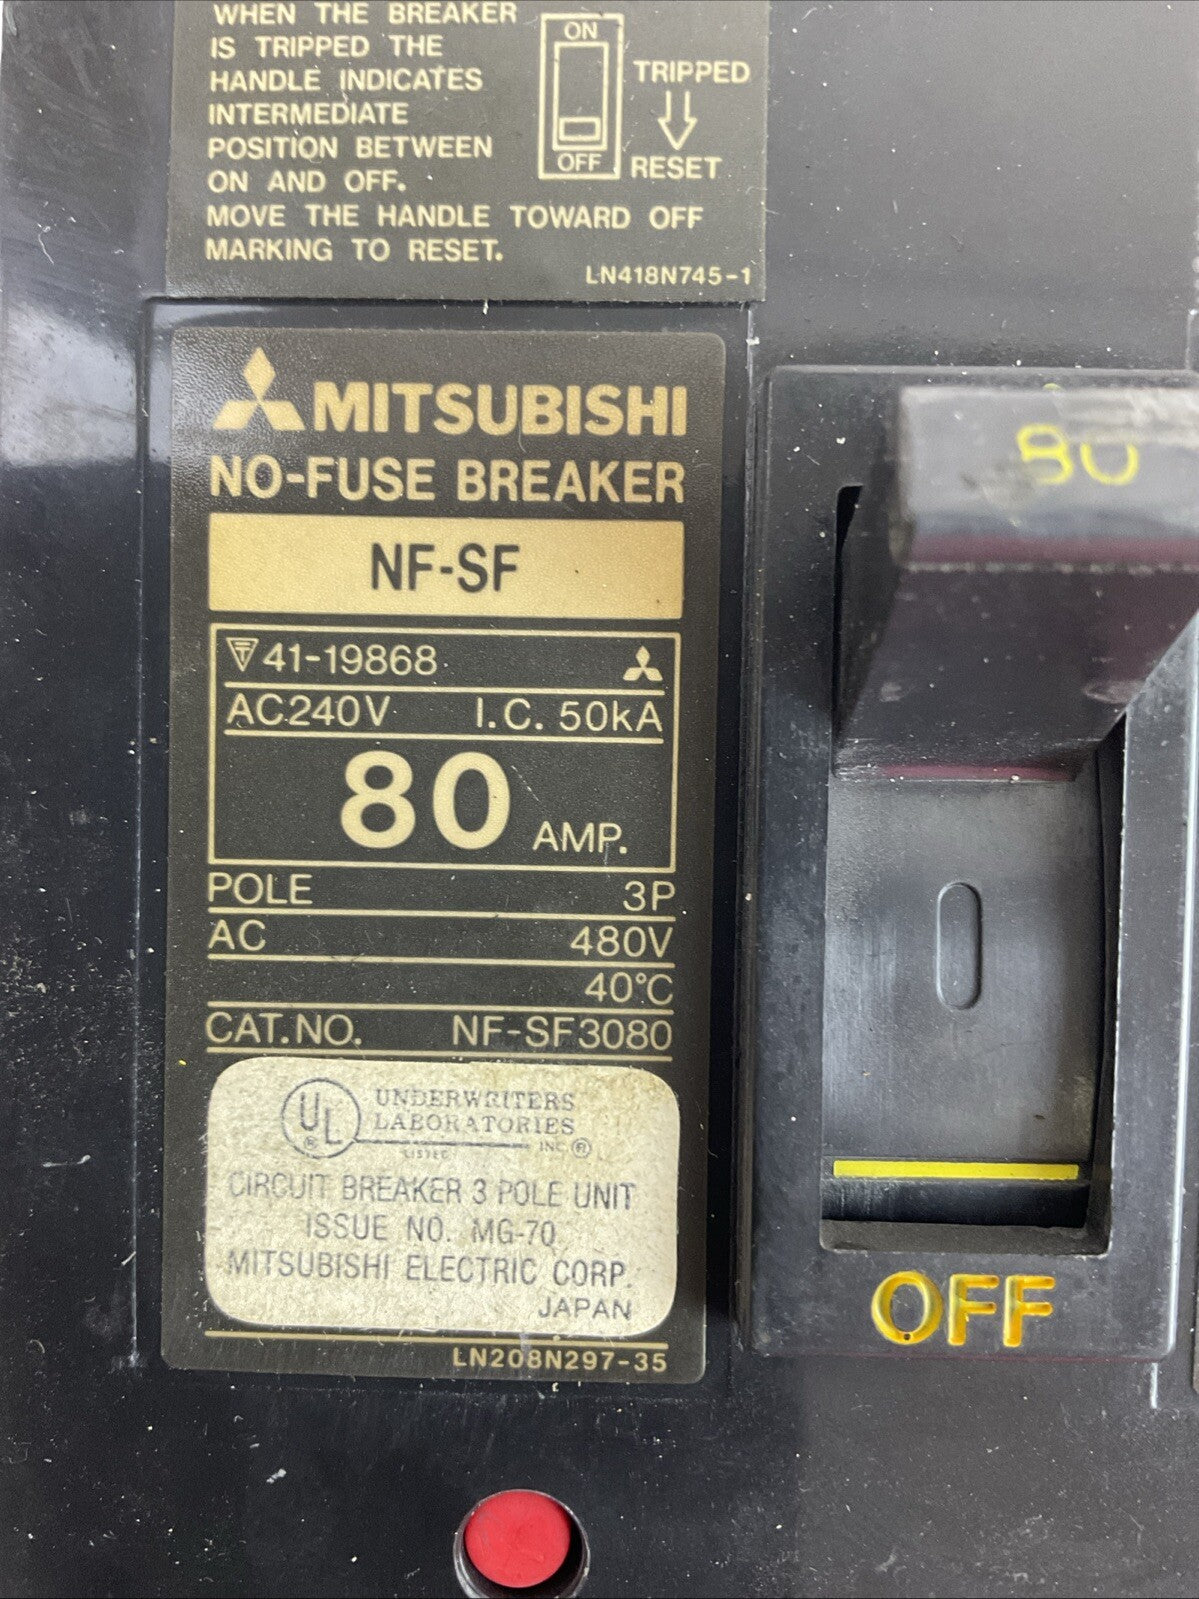 WHEN THE BREAKER
IS TRIPPED THE
HANDLE INDICATES
INTERMEDIATE
POSITION BETWEEN
ON AND OFF.
MOVE THE HANDLE TOWARD OFF
MARKING TO RESET.
ON
OFF
TRIPPED
RESET
LN418N745-1
MITSUBISHI
NO-FUSE BREAKER
NF-SF
T 41-19868
AC240V I.C. 50kA
80 AMP.
POLE 3P
AC 480V
40°C
CAT.NO. NF-SF3080
UL ® UNDERWRITERS
LABORATORIES
LISTED INC ®
CIRCUIT BREAKER 3 POLE UNIT
ISSUE NO. MG-70
MITSUBISHI ELECTRIC CORP.
JAPAN
LN208N297-35
80
OFF